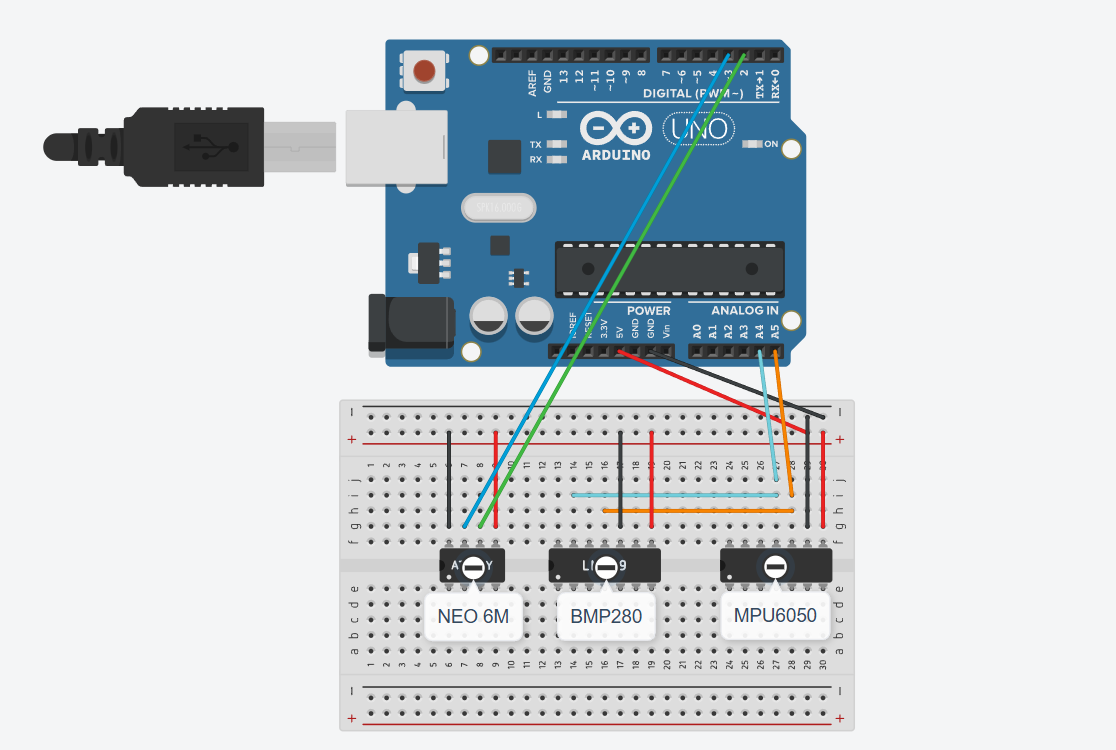 AREF
GND
13
12
~11
~10
~9
8
7
~6
~5
4
2
TX→1
RX←0
DIGITAL (PWM~)
L
TX
RX
ARDUINO
UNO
ON
POWER
ANALOG IN
3.3V
5V
GND
GND
Vin
A0
A1
A2
A3
A4
A5
1 2 3 4 5 6 7 8 10 11 12 13 14 15 16 17 18 19 20 21 22 23 24 25 26 27 28 29 30
j
i
h
g
f
e
d
c
b
a
NEO 6M
BMP280
MPU6050
1 2 3 4 5 6 7 8 9 10 11 12 13 14 15 16 17 18 19 20 21 22 23 24 25 26 27 28 29 30